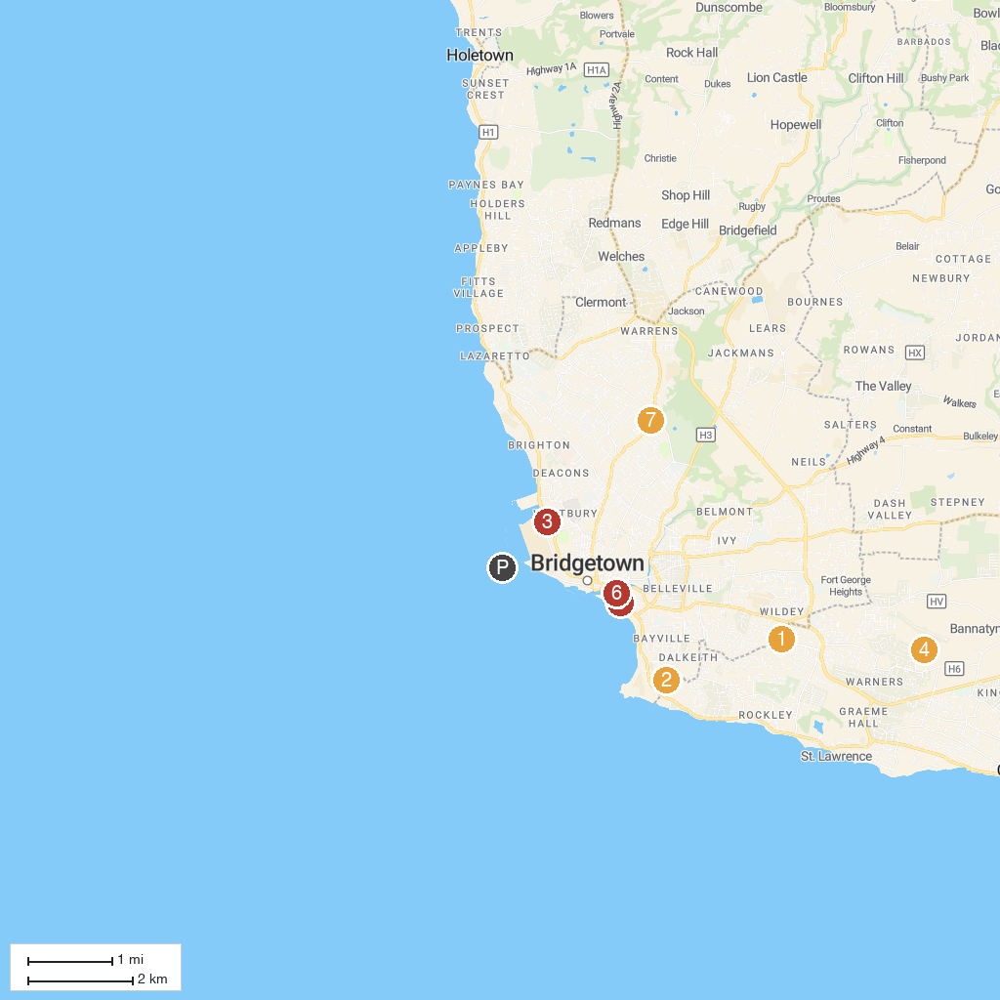 Dunscombe
Bloomsbury
Blowers
Bowl
Portvale
TRENTS
BARBADOS
Blac
Rock Hall
Holetown
Highway 1A
H1A
Content
Lion Castle
Clifton Hill
Bushy Park
Dukes
SUNSET
CREST
Highway 2A
H1
Hopewell
Clifton
Christie
Fisherpond
PAYNES BAY
Shop Hill
Go
HOLDERS
HILL
Rugby
Proutes
Redmans
Edge Hill
Bridgefield
APPLEBY
Belair
Welches
COTTAGE
FITTS
VILLAGE
NEWBURY
CANEWOOD
Clermont
BOURNES
Jackson
PROSPECT
WARRENS
LEARS
JORDAN
LAZARETTO
JACKMANS
ROWANS
HX
The Valley
E
Walkers
7
SALTERS
Constant
H3
Bulkeley
BRIGHTON
Highway 4
NEILS
DEACONS
DASH
VALLEY
STEPNEY
3
TBURY
BELMONT
IVY
P
Bridgetown
Fort George
Heights
6
BELLEVILLE
HV
WILDEY
Bannatyn
BAYVILLE
1
4
DALKEITH
H6
2
WARNERS
KIN
ROCKLEY
GRAEME
HALL
St. Lawrence
1 mi
2 km